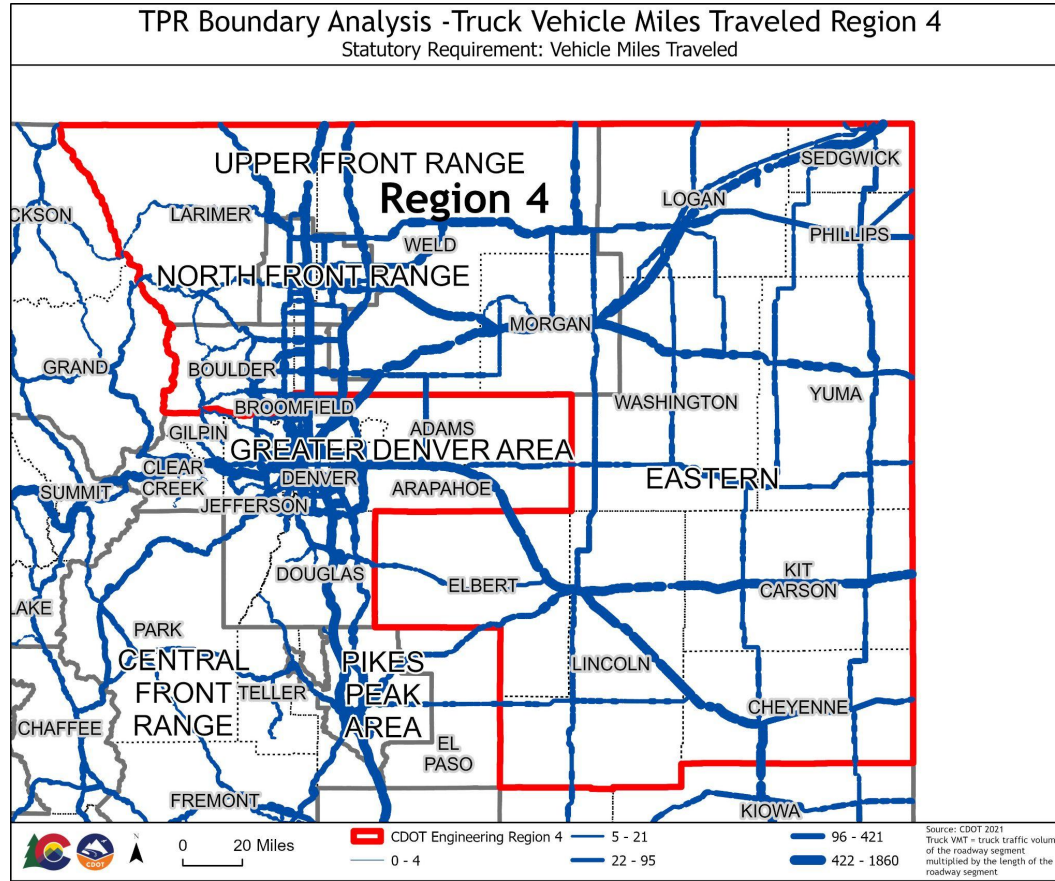 TPR Boundary Analysis -Truck Vehicle Miles Traveled Region 4
Statutory Requirement: Vehicle Miles Traveled
UPPER FRONT RANGE
SEDGWICK
Region 4
LOGAN
CKSON
LARIMER
WELD
PHILLIPS
NORTH FRONT RANGE
MORGAN
GRAND
BOULDER
YUMA
WASHINGTON
BROOMFIELD
ADAMS
GILPIN
GREATER DENVER AREA
CLEAR
CREEK
DENVER
EASTERN
SUMMIT
ARAPAHOE
JEFFERSON
DOUGLAS
ELBERT
KIT
CARSON
LAKE
PARK
CENTRAL
FRONT
RANGE
TELLER
PIKES
PEAK
AREA
LINCOLN
CHEYENNE
CHAFFEE
EL
PASO
FREMONT
KIOWA
CDOT
N
0 20 Miles
CDOT Engineering Region 4
0 - 4
5 - 21
22 - 95
96 - 421
422 - 1860
Source: CDOT 2021
Truck VMT = truck traffic volum
of the roadway segment
multiplied by the length of the
roadway segment